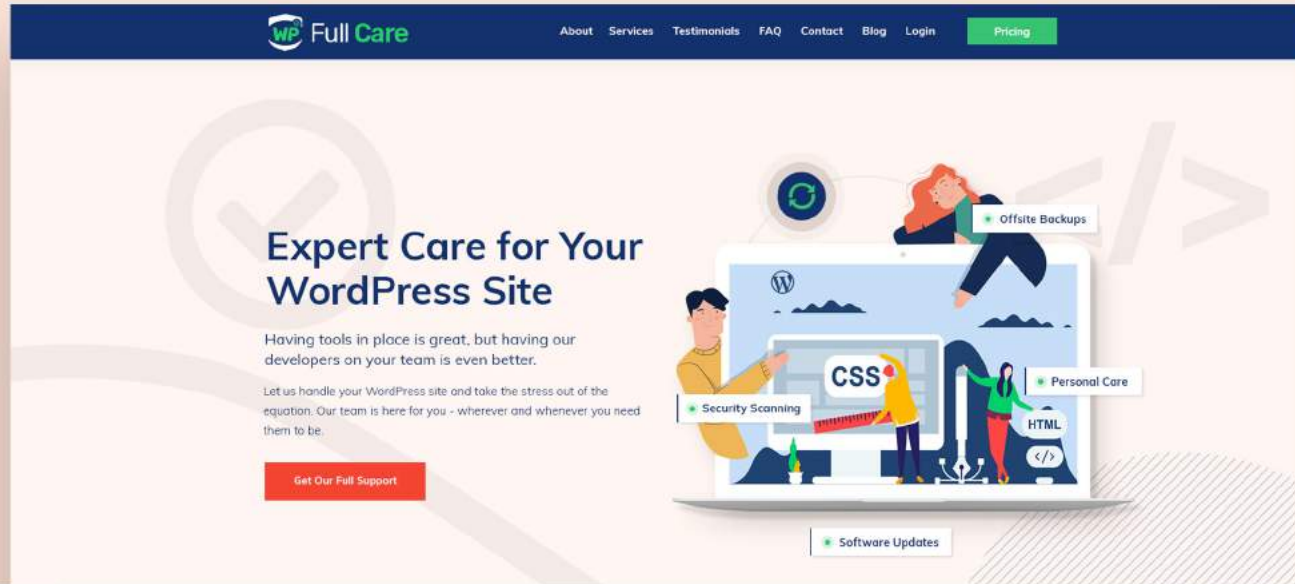 WP Full Care
About Services Testimonials FAQ Contact Blog Login Pricing
Expert Care for Your
WordPress Site
Having tools in place is great, but having our
developers on your team is even better.
Let us handle your WordPress site and take the stress out of the
equation. Our team is here for you - wherever and whenever you need
them to be.
Get Our Full Support
Offsite Backups
</>
W
CSS
Personal Care
Security Scanning
HTML
</>
Software Updates